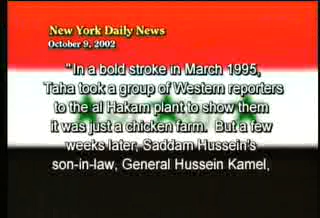 New York Daily News
October 9, 2002
"In a bold stroke in March 1995,
Taha took a group of Western reporters
to the al Hakam plant to show them
it was just a chicken farm. But a few
weeks later, Saddam Hussein's
son-in-law, General Hussein Kamel,